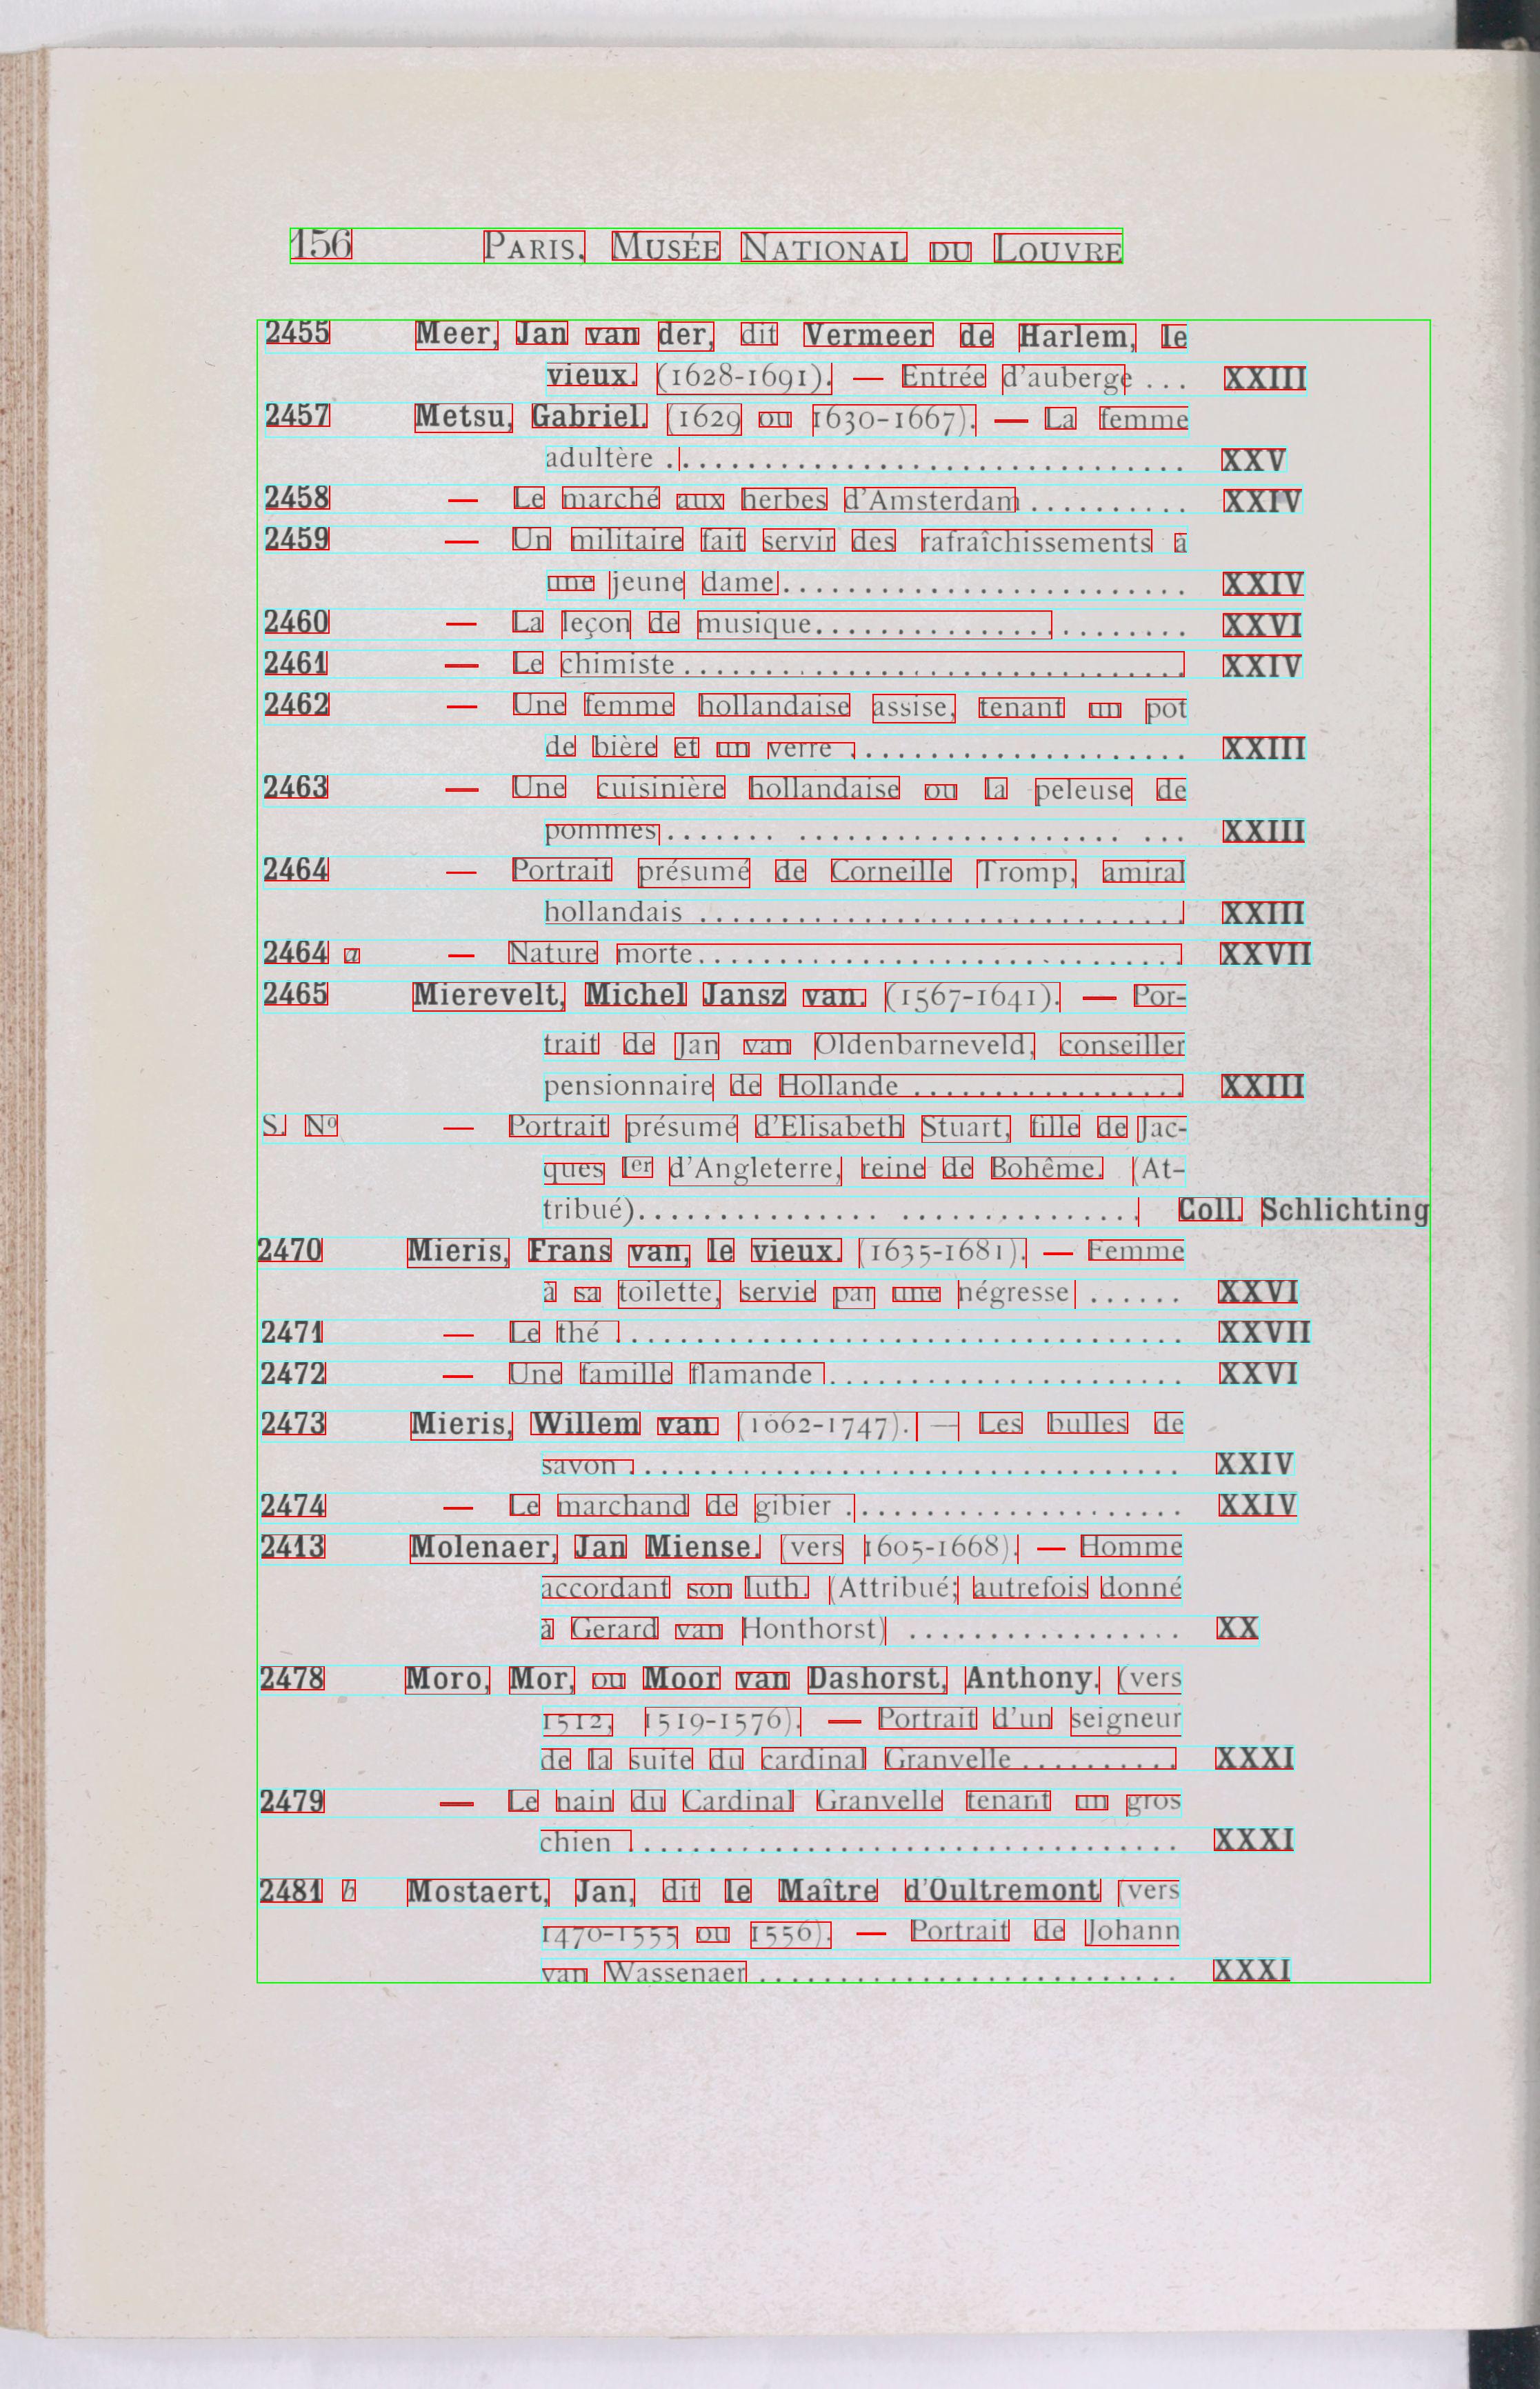 156 PARIS, MUSÉE NATIONAL DU LOUVRE
2455 Meer, Jan van der, dit Vermeer de Harlem, le
vieux. (1628-1691). — Entrée d'auberge ... XXIII
2457 Metsu, Gabriel. (1629 ou 1630-1667). — La femme
adultère ................................ XXV
2458 — Le marché aux herbes d'Amsterdam .......... XXIV
2459 — Un militaire fait servir des rafraîchissements à
une jeune dame......................... XXIV
2460 — La leçon de musique....................... XXVI
2461 — Le chimiste............................... XXIV
2462 — Une femme hollandaise assise, tenant un pot
de bière et un verre ..................... XXIII
2463 — Une cuisinière hollandaise ou la peleuse de
pommes....... .................... ... XXIII
2464 — Portrait présumé de Corneille Tromp, amiral
hollandais .............................. XXIII
2464 a — Nature morte.............................. XXVII
2465 Mierevelt, Michel Jansz van. (1567-1641). — Por-
trait de Jan van Oldenbarneveld, conseiller
pensionnaire de Hollande ................. XXIII
S. Nº — Portrait présumé d'Elisabeth Stuart, fille de Jac-
ques Ier d'Angleterre, reine de Bohême. (At-
tribué)............... ............... Coll. Schlichting
2470 Mieris, Frans van, le vieux. (1635-1681). — Femme
à sa toilette, servie par une négresse ...... XXVI
2471 — Le thé ................................... XXVII
2472 — Une famille flamande ...................... XXVI
2473 Mieris, Willem van (1662-1747). — Les bulles de
savon .................................. XXIV
2474 — Le marchand de gibier ..................... XXIV
2413 Molenaer, Jan Miense. (vers 1605-1668). — Homme
accordant son luth. (Attribué; autrefois donné
à Gerard van Honthorst) ................. XX
2478 Moro, Mor, ou Moor van Dashorst, Anthony. (vers
1512, 1519-1576). — Portrait d'un seigneur
de la suite du cardinal Granvelle .......... XXXI
2479 — Le nain du Cardinal Granvelle tenant un gros
chien .................................. XXXI
2481 b Mostaert, Jan, dit le Maître d'Oultremont (vers
1470-1555 ou 1556). — Portrait de Johann
van Wassenaer.......................... XXXI